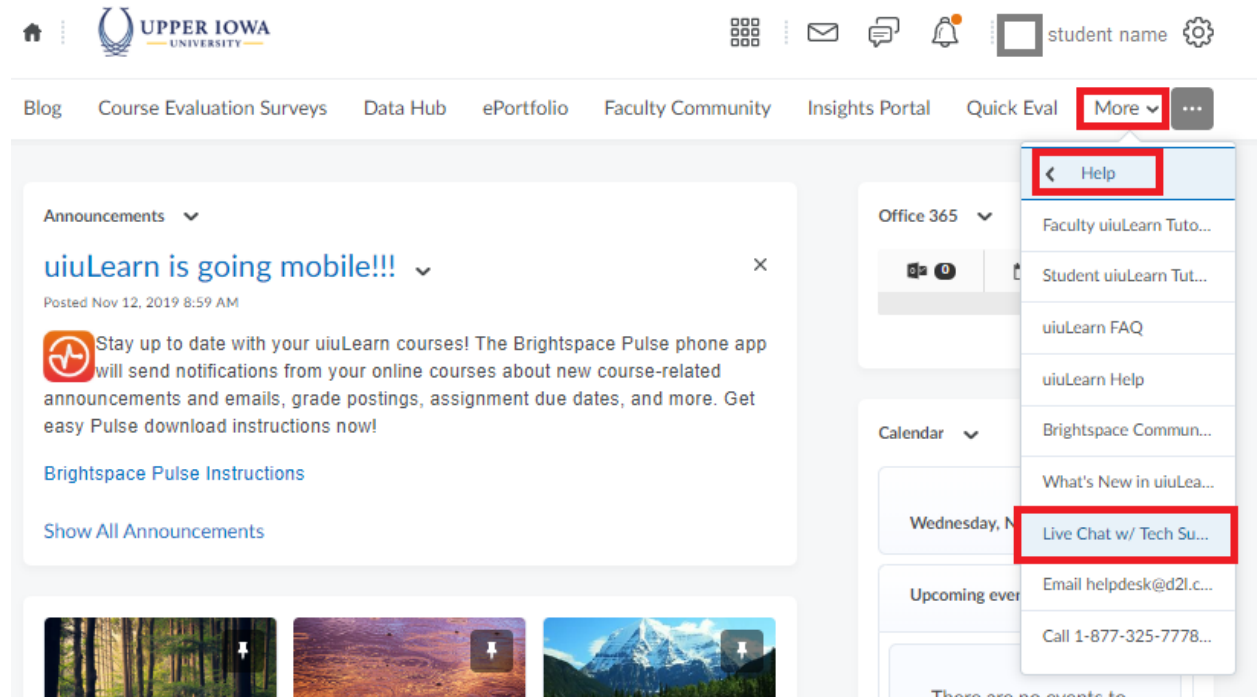 UPPER IOWA
UNIVERSITY
student name
Blog Course Evaluation Surveys Data Hub ePortfolio Faculty Community Insights Portal Quick Eval More ...
Help
Faculty uiuLearn Tuto...
Student uiuLearn Tut...
uiuLearn FAQ
uiuLearn Help
Brightspace Commun...
What's New in uiuLea...
Live Chat w/ Tech Su...
Email helpdesk@d2l.c...
Call 1-877-325-7778...
Announcements
uiuLearn is going mobile!!!
Posted Nov 12, 2019 8:59 AM
Stay up to date with your uiuLearn courses! The Brightspace Pulse phone app
will send notifications from your online courses about new course-related
announcements and emails, grade postings, assignment due dates, and more. Get
easy Pulse download instructions now!
Brightspace Pulse Instructions
Show All Announcements
Office 365
0
Calendar
Wednesday, N
Upcoming ever
There are no events to